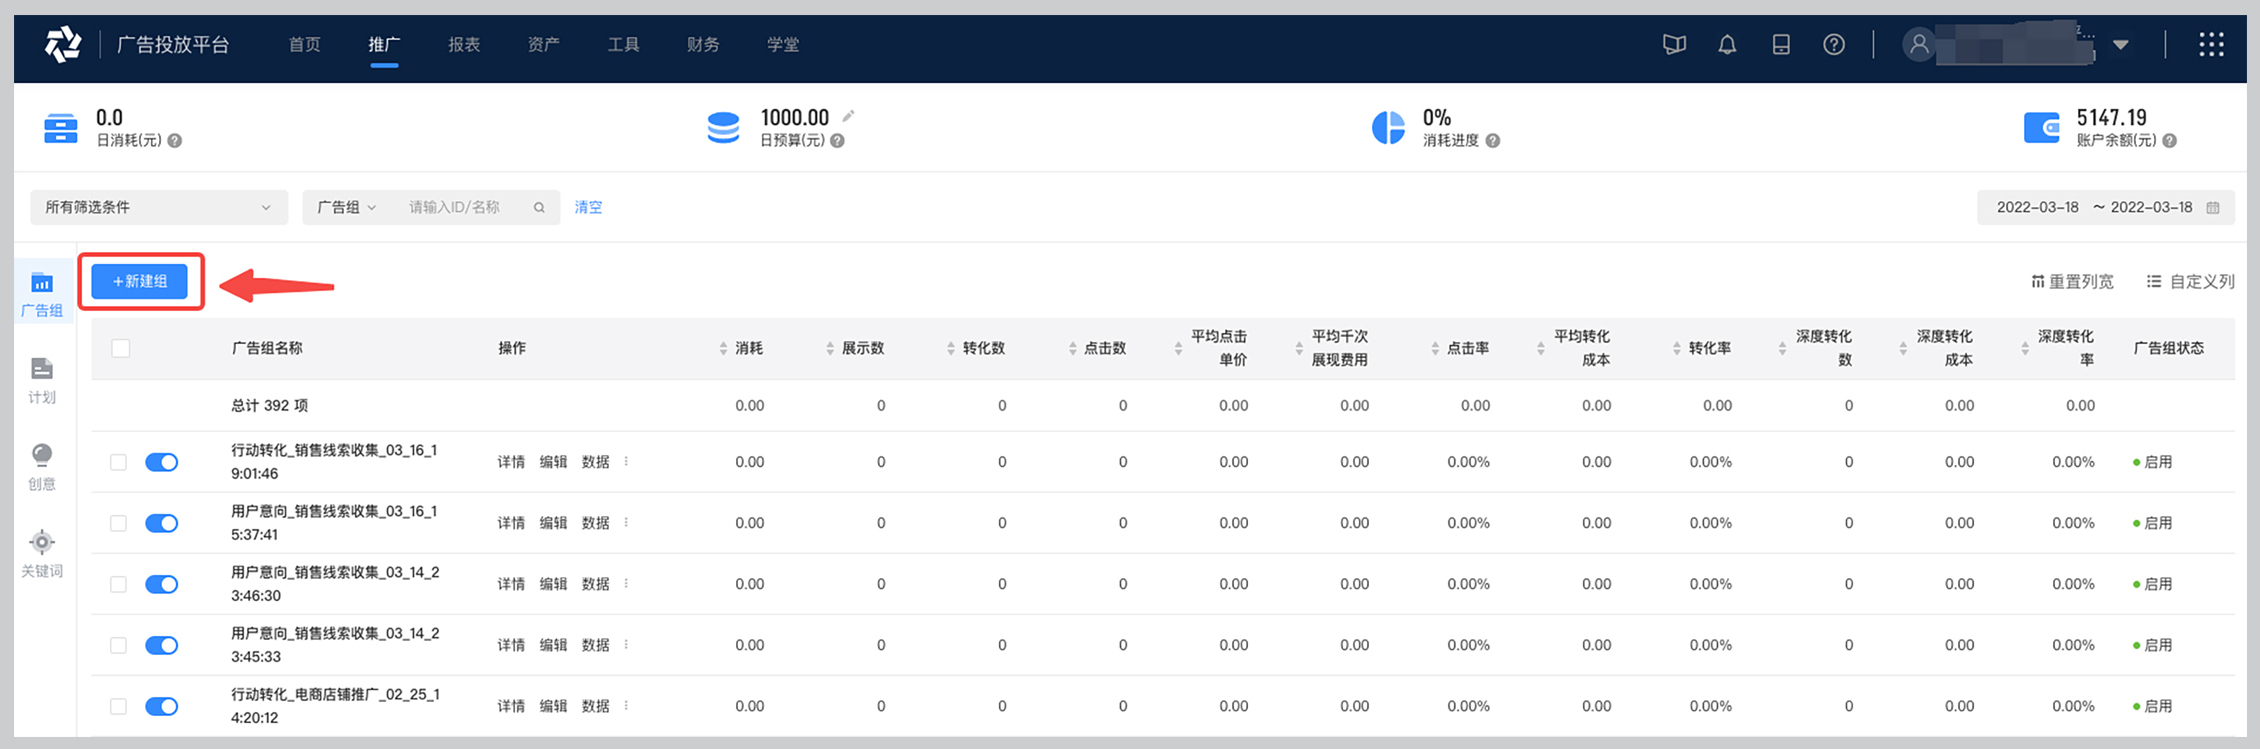 广告投放平台 首页 推广 报表 资产 工具 财务 学堂
0.0 1000.00 0% 5147.19
日消耗(元) 日预算(元) 消耗进度 账户余额(元)
所有筛选条件 广告组 请输入ID/名称 清空 2022-03-18 ~ 2022-03-18
+新建组 重置列宽 自定义列
广告组
计划
创意
关键词
广告组名称 操作 消耗 展示数 转化数 点击数 平均点击单价 平均千次展现费用 点击率 平均转化成本 转化率 深度转化数 深度转化成本 深度转化率 广告组状态
总计 392 项 0.00 0 0 0 0.00 0.00 0.00 0.00 0.00 0 0.00 0.00
行动转化_销售线索收集_03_16_1
9:01:46
详情 编辑 数据 0.00 0 0 0 0.00 0.00 0.00% 0.00 0.00% 0 0.00 0.00% 启用
用户意向_销售线索收集_03_16_1
5:37:41
详情 编辑 数据 0.00 0 0 0 0.00 0.00 0.00% 0.00 0.00% 0 0.00 0.00% 启用
用户意向_销售线索收集_03_14_2
3:46:30
详情 编辑 数据 0.00 0 0 0 0.00 0.00 0.00% 0.00 0.00% 0 0.00 0.00% 启用
用户意向_销售线索收集_03_14_2
3:45:33
详情 编辑 数据 0.00 0 0 0 0.00 0.00 0.00% 0.00 0.00% 0 0.00 0.00% 启用
行动转化_电商店铺推广_02_25_1
4:20:12
详情 编辑 数据 0.00 0 0 0 0.00 0.00 0.00% 0.00 0.00% 0 0.00 0.00% 启用